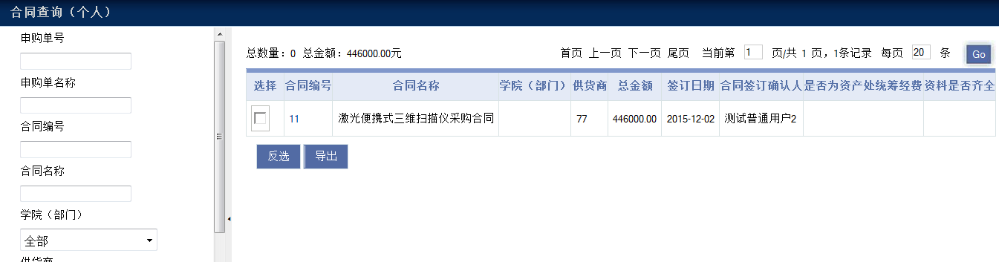 合同查询（个人）
申购单号
申购单名称
合同编号
合同名称
学院（部门）
全部
供货商
总数量：0 总金额：446000.00元
首页 上一页 下一页 尾页 当前第 1 页/共 1 页，1条记录 每页 20 条 Go
选择 合同编号 合同名称 学院（部门） 供货商 总金额 签订日期 合同签订确认人 是否为资产处统筹经费 资料是否齐全
11 激光便携式三维扫描仪采购合同 77 446000.00 2015-12-02 测试普通用户2
反选 导出